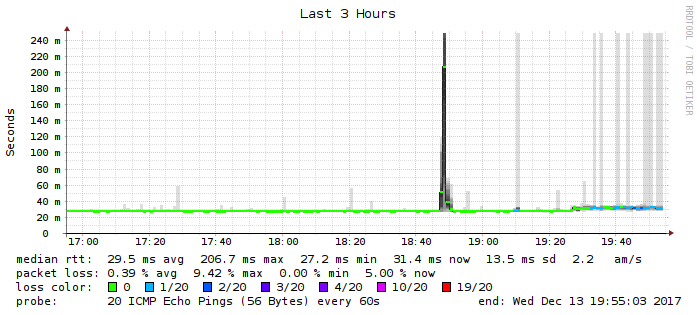 Last 3 Hours
RRDTOOL / TOBI OETIKER
Seconds
240 m
220 m
200 m
180 m
160 m
140 m
120 m
100 m
80 m
60 m
40 m
20 m
0
17:00 17:20 17:40 18:00 18:20 18:40 19:00 19:20 19:40
median rtt: 29.5 ms avg 206.7 ms max 27.2 ms min 31.4 ms now 13.5 ms sd 2.2 am/s
packet loss: 0.39 % avg 9.42 % max 0.00 % min 5.00 % now
loss color: 0 1/20 2/20 3/20 4/20 10/20 19/20
probe: 20 ICMP Echo Pings (56 Bytes) every 60s end: Wed Dec 13 19:55:03 2017